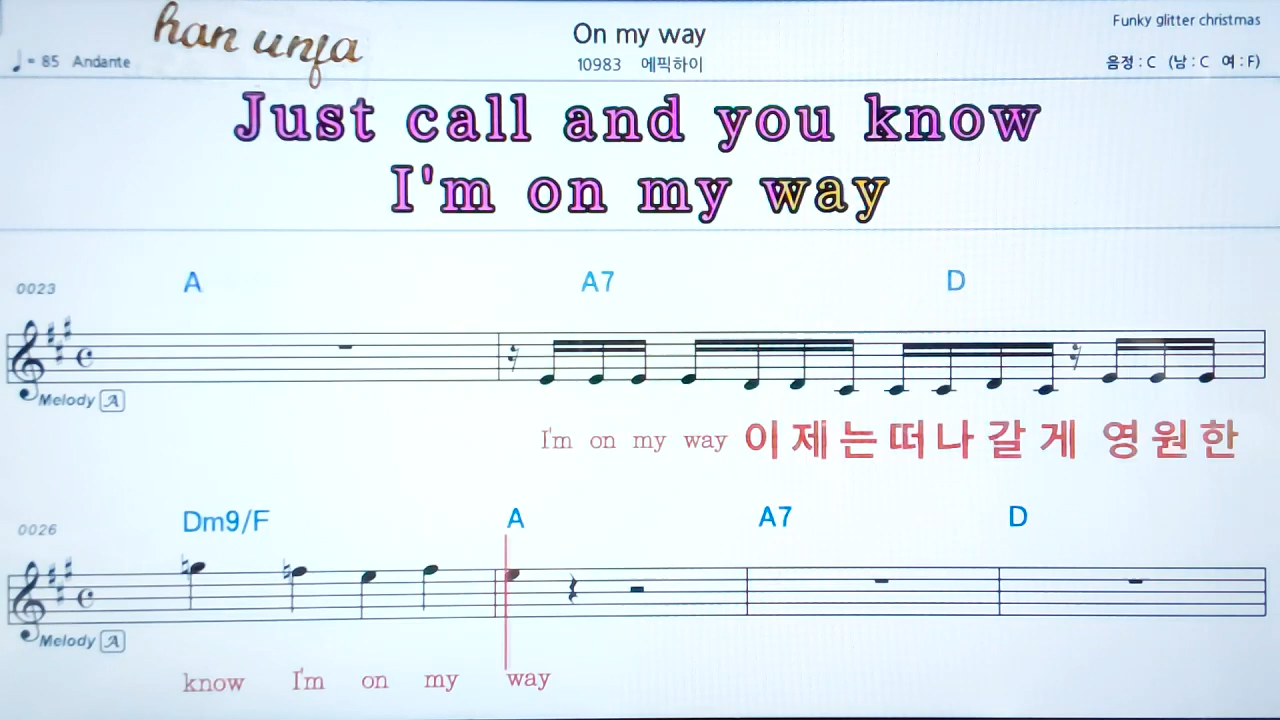 han unja
On my way
Funky glitter christmas
♩= 85 Andante
10983 에픽하이
음정 : C (남 : C 여 : F)
Just call and you know
I'm on my way
0023 A A7 D
Melody A
I'm on my way 이 제 는 떠 나 갈 게 영 원 한
0026 Dm9/F A A7 D
Melody A
know I'm on my way